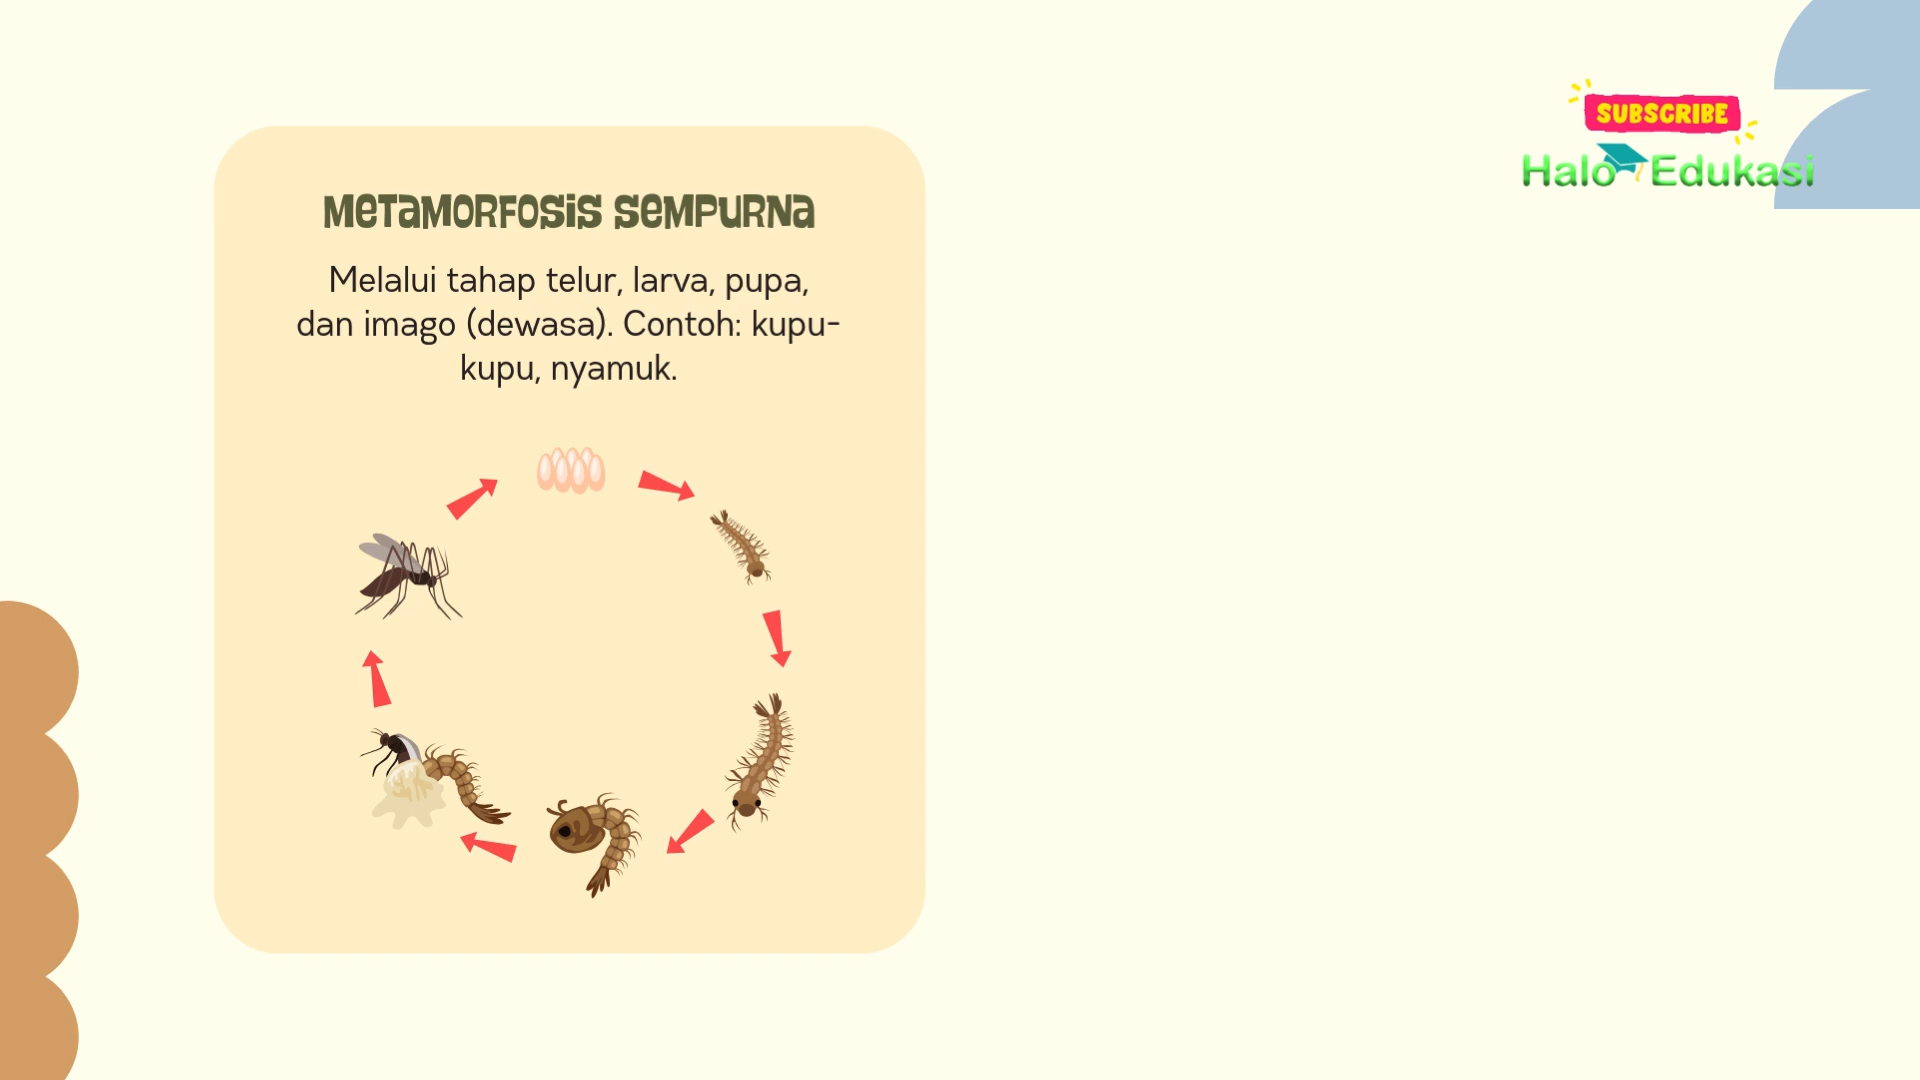 SUBSCRIBE
Halo Edukasi
Metamorfosis Sempurna
Melalui tahap telur, larva, pupa,
dan imago (dewasa). Contoh: kupu-
kupu, nyamuk.